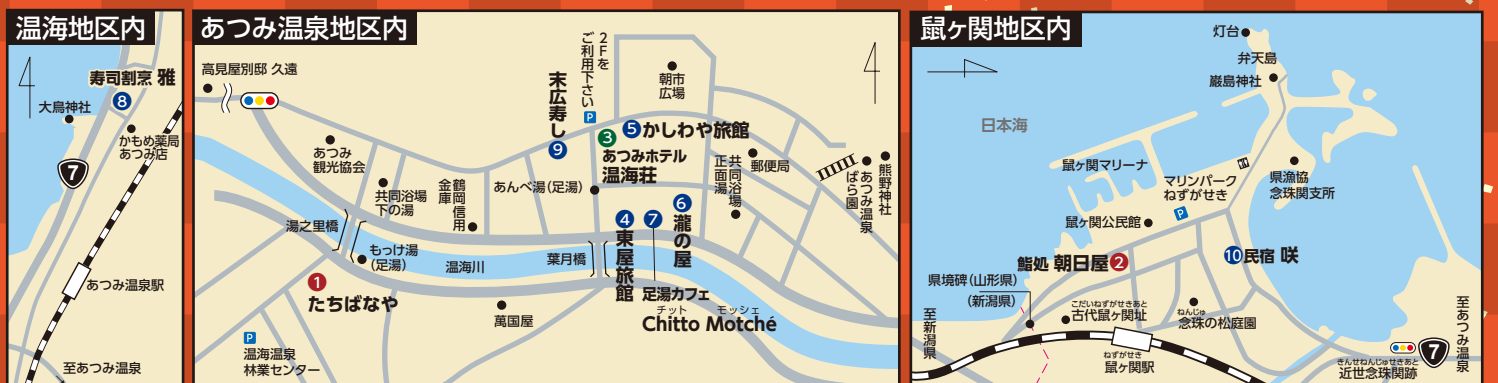 温海地区内
寿司割烹 雅
8
大鳥神社
かもめ薬局
あつみ店
7
あつみ温泉駅
至あつみ温泉
あつみ温泉地区内
高見屋別邸 久遠
2Fを
ご利用下さい
P
朝市
広場
末広寿し
9
3
あつみホテル
温海荘
5
かしわや旅館
あつみ
観光協会
共同浴場
下の湯
鶴岡信用
金庫
あんべ湯(足湯)
共同浴場
正面湯
郵便局
あつみ温泉
ばら園
熊野神社
湯之里橋
もっけ湯
(足湯)
温海川
葉月橋
4
東屋旅館
7
足湯カフェ
チット モッシェ
Chitto Motché
6
瀧の屋
1
たちばなや
萬国屋
P
温海温泉
林業センター
鼠ヶ関地区内
灯台
弁天島
巌島神社
日本海
鼠ヶ関マリーナ
マリンパーク
ねずがせき
P
県漁協
念珠関支所
鼠ヶ関公民館
鮨処 朝日屋
2
10
民宿 咲
県境碑(山形県)
(新潟県)
こだいねずがせきあと
古代鼠ヶ関址
ねんじゅ
念珠の松庭園
至新潟県
ねずがせき
鼠ヶ関駅
きんせいねんじゅせきあと
近世念珠関跡
7
至あつみ温泉